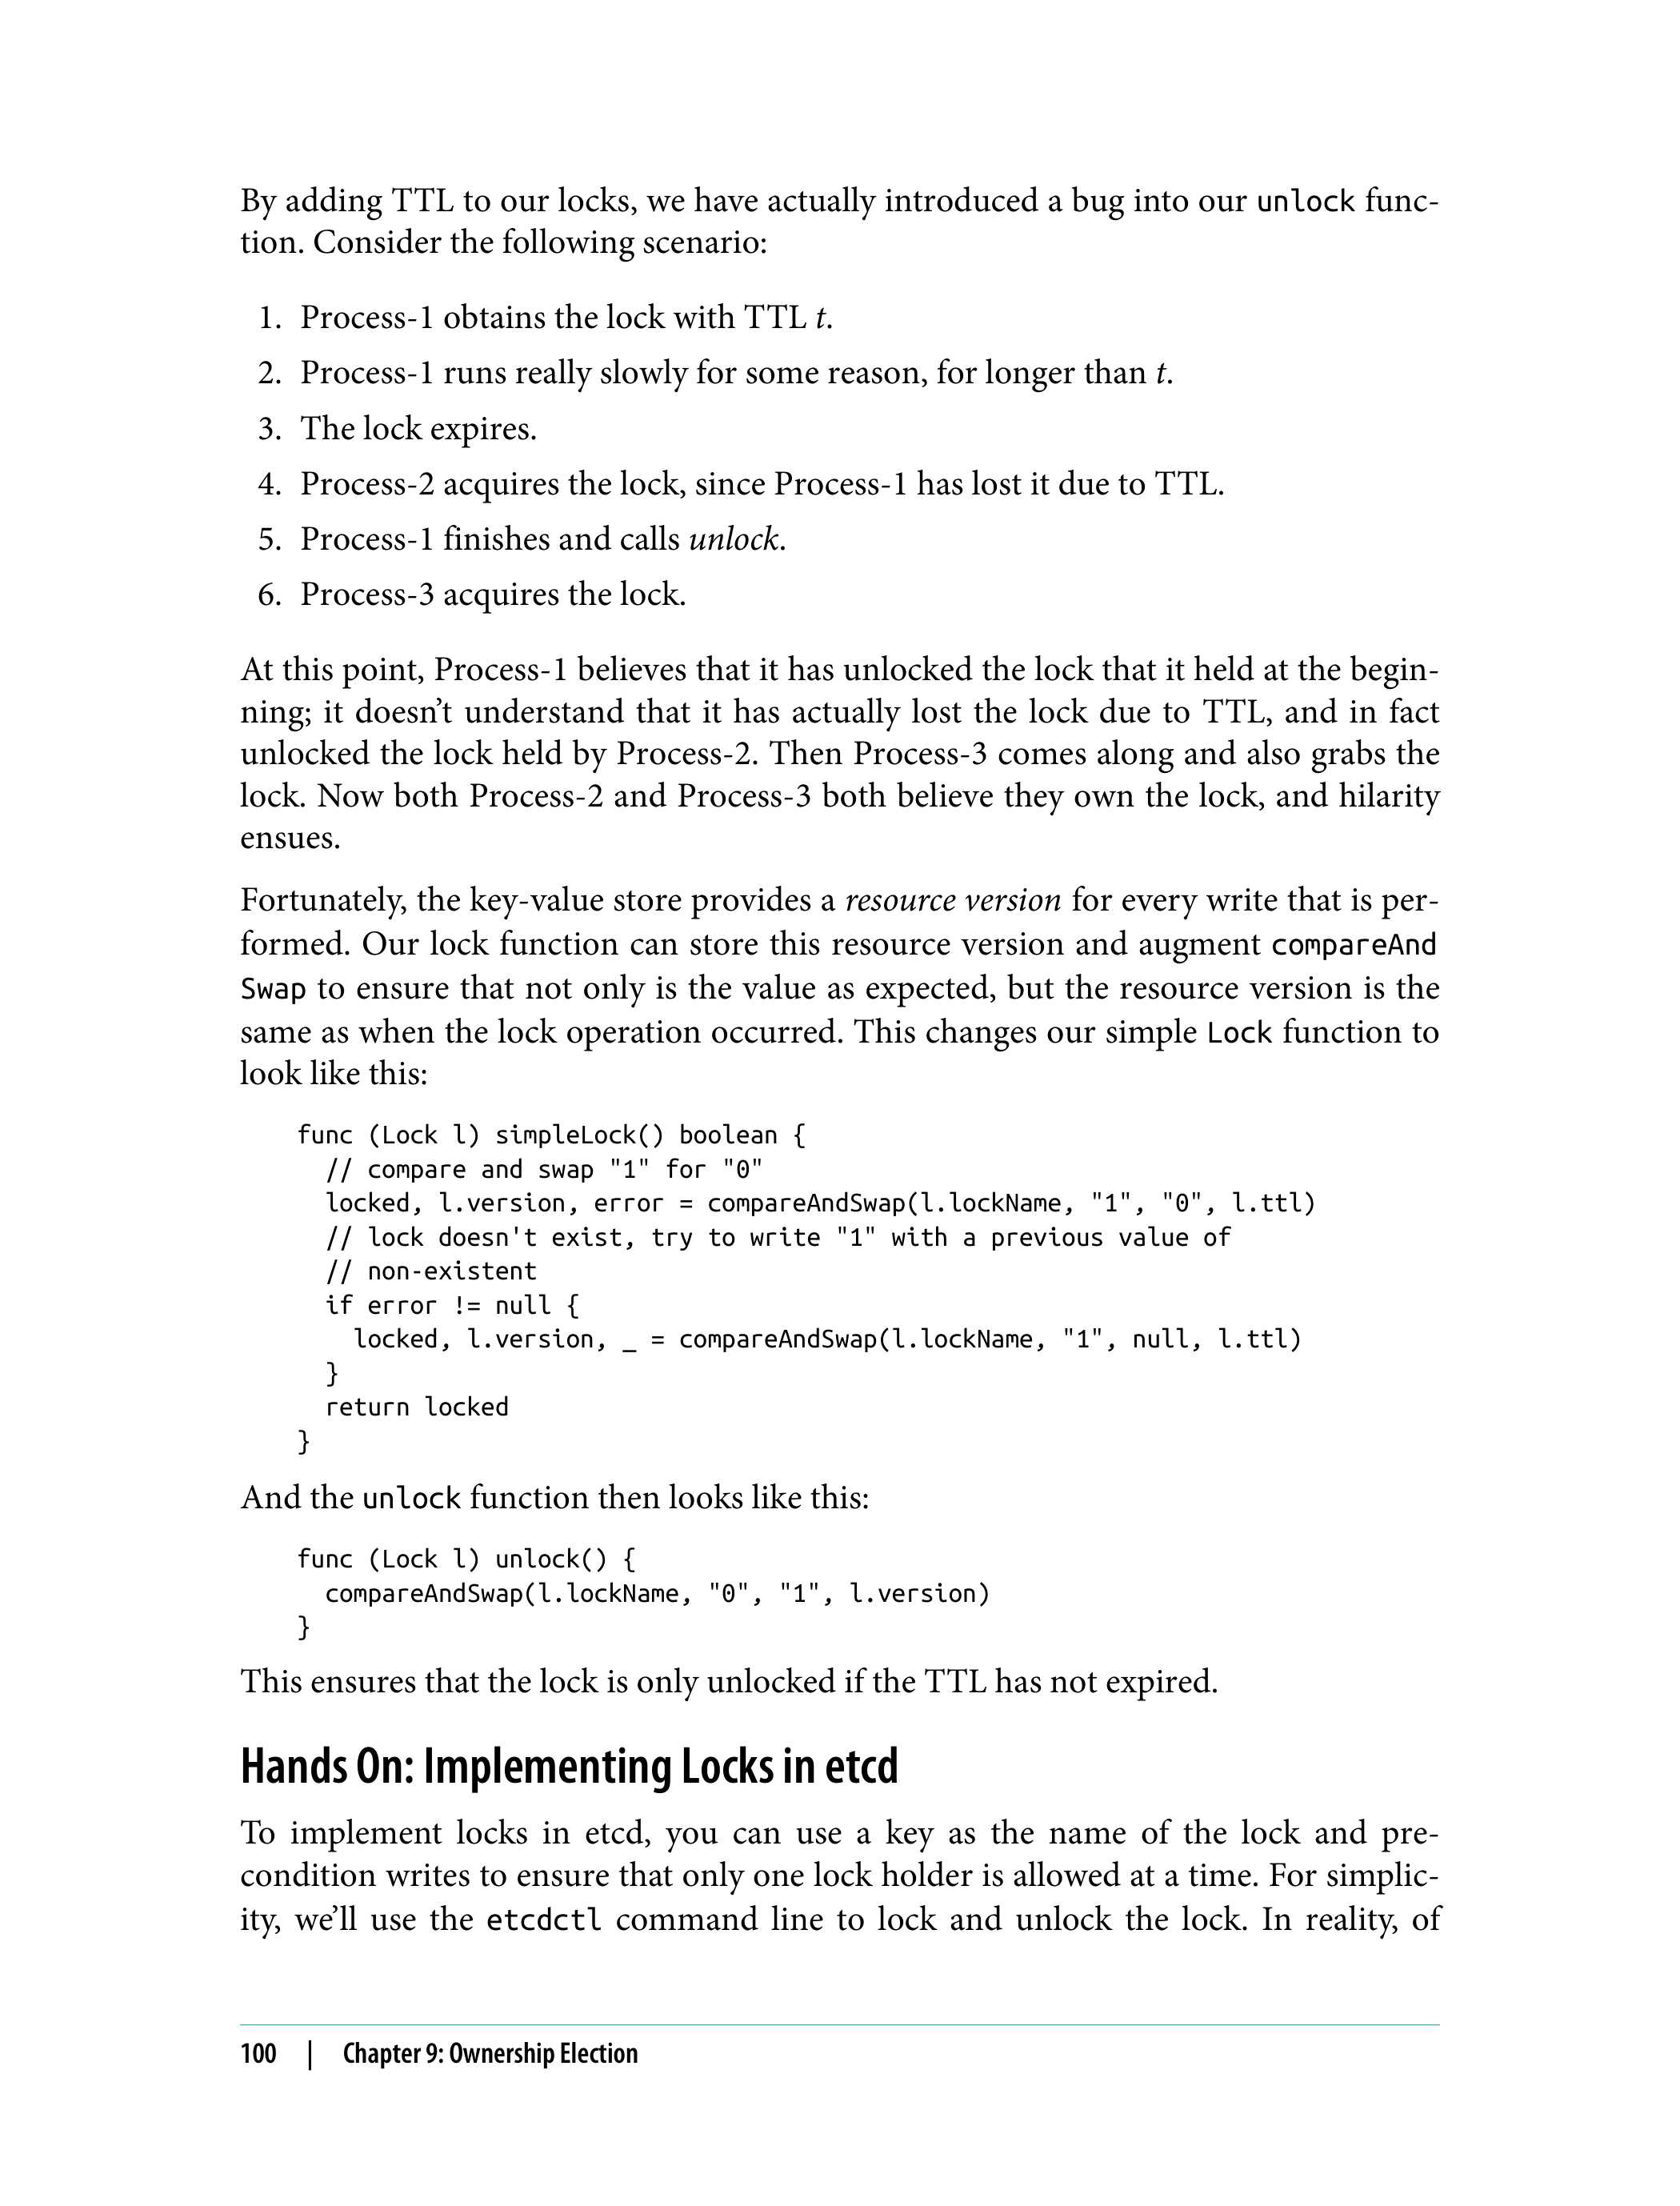 By adding TTL to our locks, we have actually introduced a bug into our unlock func-
tion. Consider the following scenario:
1. Process-1 obtains the lock with TTL t.
2. Process-1 runs really slowly for some reason, for longer than t.
3. The lock expires.
4. Process-2 acquires the lock, since Process-1 has lost it due to TTL.
5. Process-1 finishes and calls unlock.
6. Process-3 acquires the lock.
At this point, Process-1 believes that it has unlocked the lock that it held at the begin-
ning; it doesn’t understand that it has actually lost the lock due to TTL, and in fact
unlocked the lock held by Process-2. Then Process-3 comes along and also grabs the
lock. Now both Process-2 and Process-3 both believe they own the lock, and hilarity
ensues.
Fortunately, the key-value store provides a resource version for every write that is per-
formed. Our lock function can store this resource version and augment compareAnd
Swap to ensure that not only is the value as expected, but the resource version is the
same as when the lock operation occurred. This changes our simple Lock function to
look like this:
func (Lock l) simpleLock() boolean {
  // compare and swap "1" for "0"
  locked, l.version, error = compareAndSwap(l.lockName, "1", "0", l.ttl)
  // lock doesn't exist, try to write "1" with a previous value of
  // non-existent
  if error != null {
    locked, l.version, _ = compareAndSwap(l.lockName, "1", null, l.ttl)
  }
  return locked
}
And the unlock function then looks like this:
func (Lock l) unlock() {
  compareAndSwap(l.lockName, "0", "1", l.version)
}
This ensures that the lock is only unlocked if the TTL has not expired.
Hands On: Implementing Locks in etcd
To implement locks in etcd, you can use a key as the name of the lock and pre-
condition writes to ensure that only one lock holder is allowed at a time. For simplic-
ity, we’ll use the etcdctl command line to lock and unlock the lock. In reality, of
100 | Chapter 9: Ownership Election